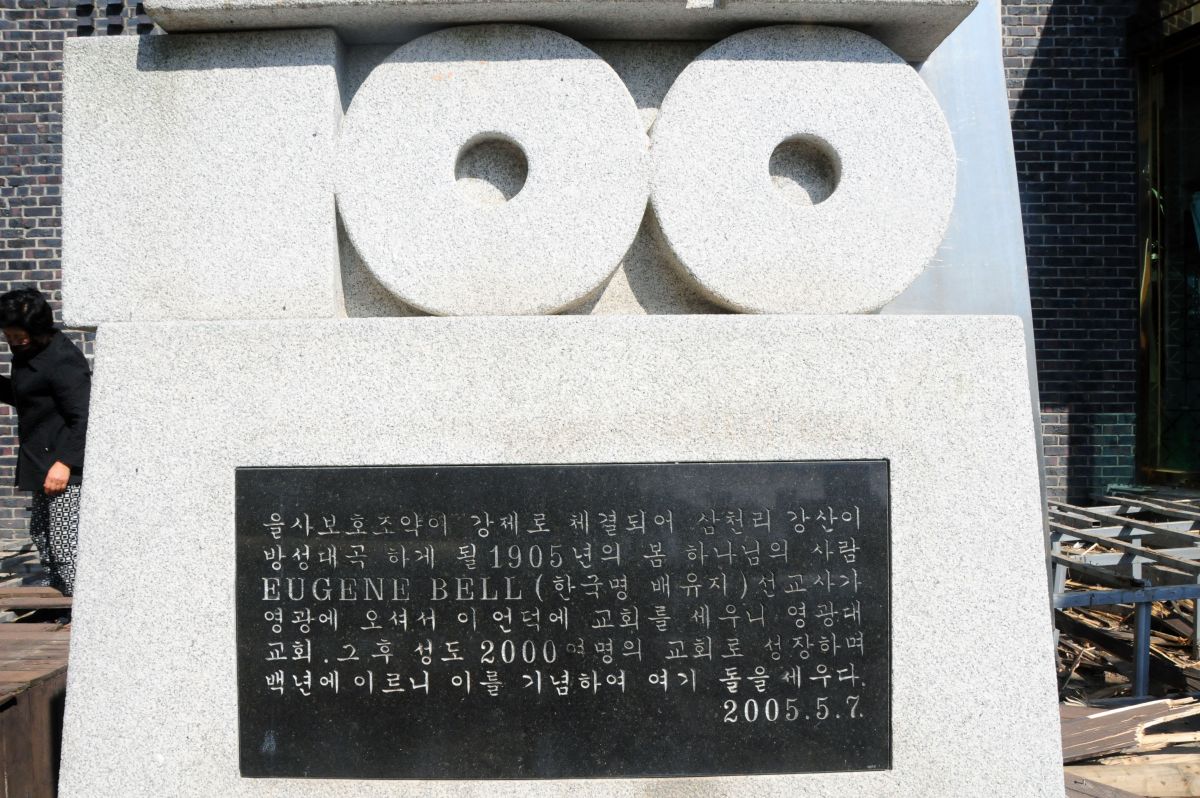 100
을사보호조약이 강제로 체결되어 삼천리 강산이
방성대곡 하게 될 1905년의 봄 하나님의 사람
EUGENE BELL (한국명 배유지) 선교사가
영광에 오셔서 이 언덕에 교회를 세우니 영광대
교회. 그후 성도 2000여명의 교회로 성장하며
백년에 이르니 이를 기념하여 여기 돌을 세우다.
2005.5.7.